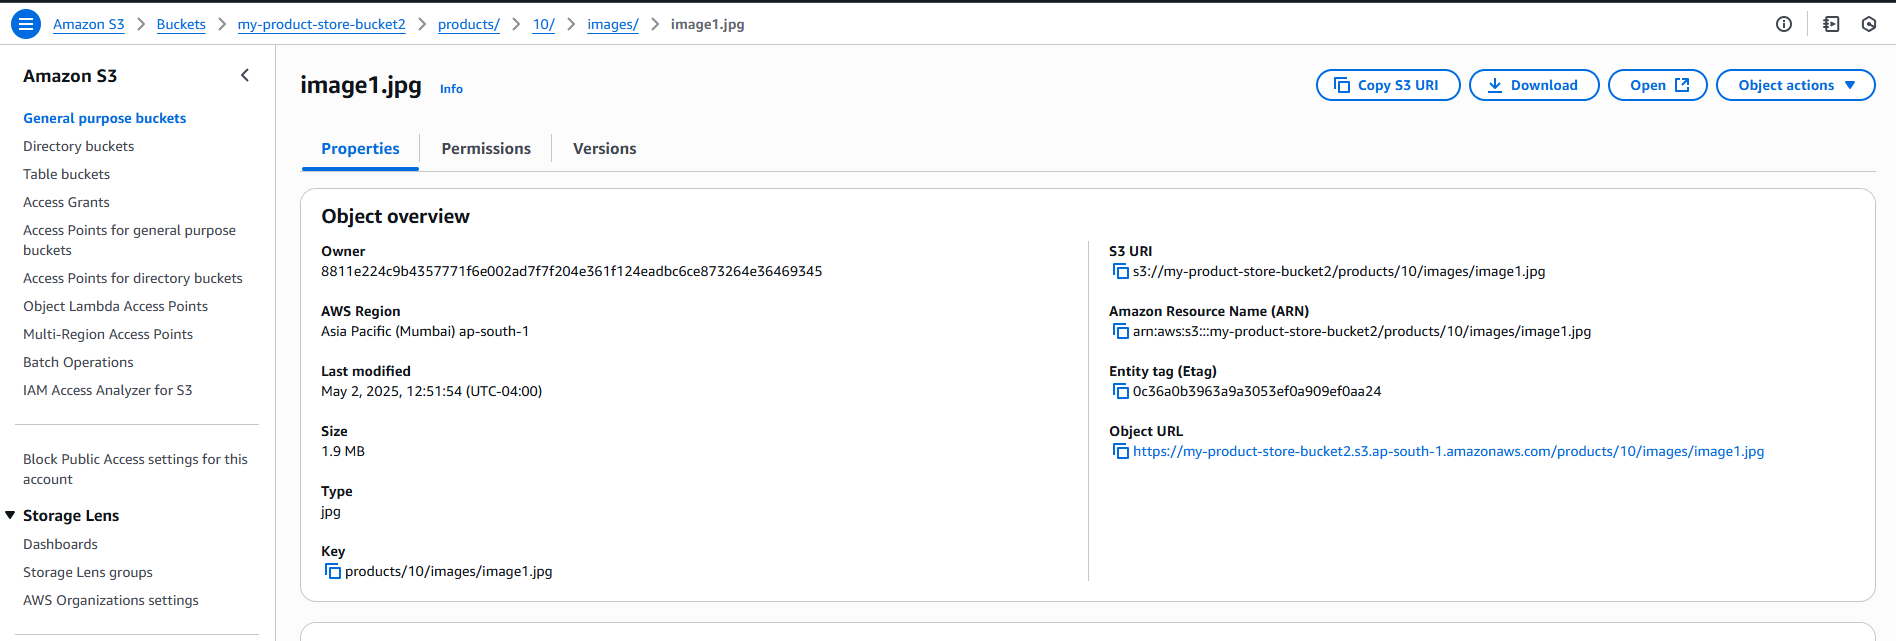 Amazon S3 > Buckets > my-product-store-bucket2 > products/ > 10/ > images/ > image1.jpg
Amazon S3
General purpose buckets
Directory buckets
Table buckets
Access Grants
Access Points for general purpose
buckets
Access Points for directory buckets
Object Lambda Access Points
Multi-Region Access Points
Batch Operations
IAM Access Analyzer for S3
Block Public Access settings for this
account
Storage Lens
Dashboards
Storage Lens groups
AWS Organizations settings
image1.jpg Info
Copy S3 URI Download Open Object actions
Properties Permissions Versions
Object overview
Owner
8811e224c9b4357771f6e002ad7f7f204e361f124eadbc6ce873264e36469345
AWS Region
Asia Pacific (Mumbai) ap-south-1
Last modified
May 2, 2025, 12:51:54 (UTC-04:00)
Size
1.9 MB
Type
jpg
Key
products/10/images/image1.jpg
S3 URI
s3://my-product-store-bucket2/products/10/images/image1.jpg
Amazon Resource Name (ARN)
arn:aws:s3:::my-product-store-bucket2/products/10/images/image1.jpg
Entity tag (Etag)
0c36a0b3963a9a3053ef0a909ef0aa24
Object URL
https://my-product-store-bucket2.s3.ap-south-1.amazonaws.com/products/10/images/image1.jpg